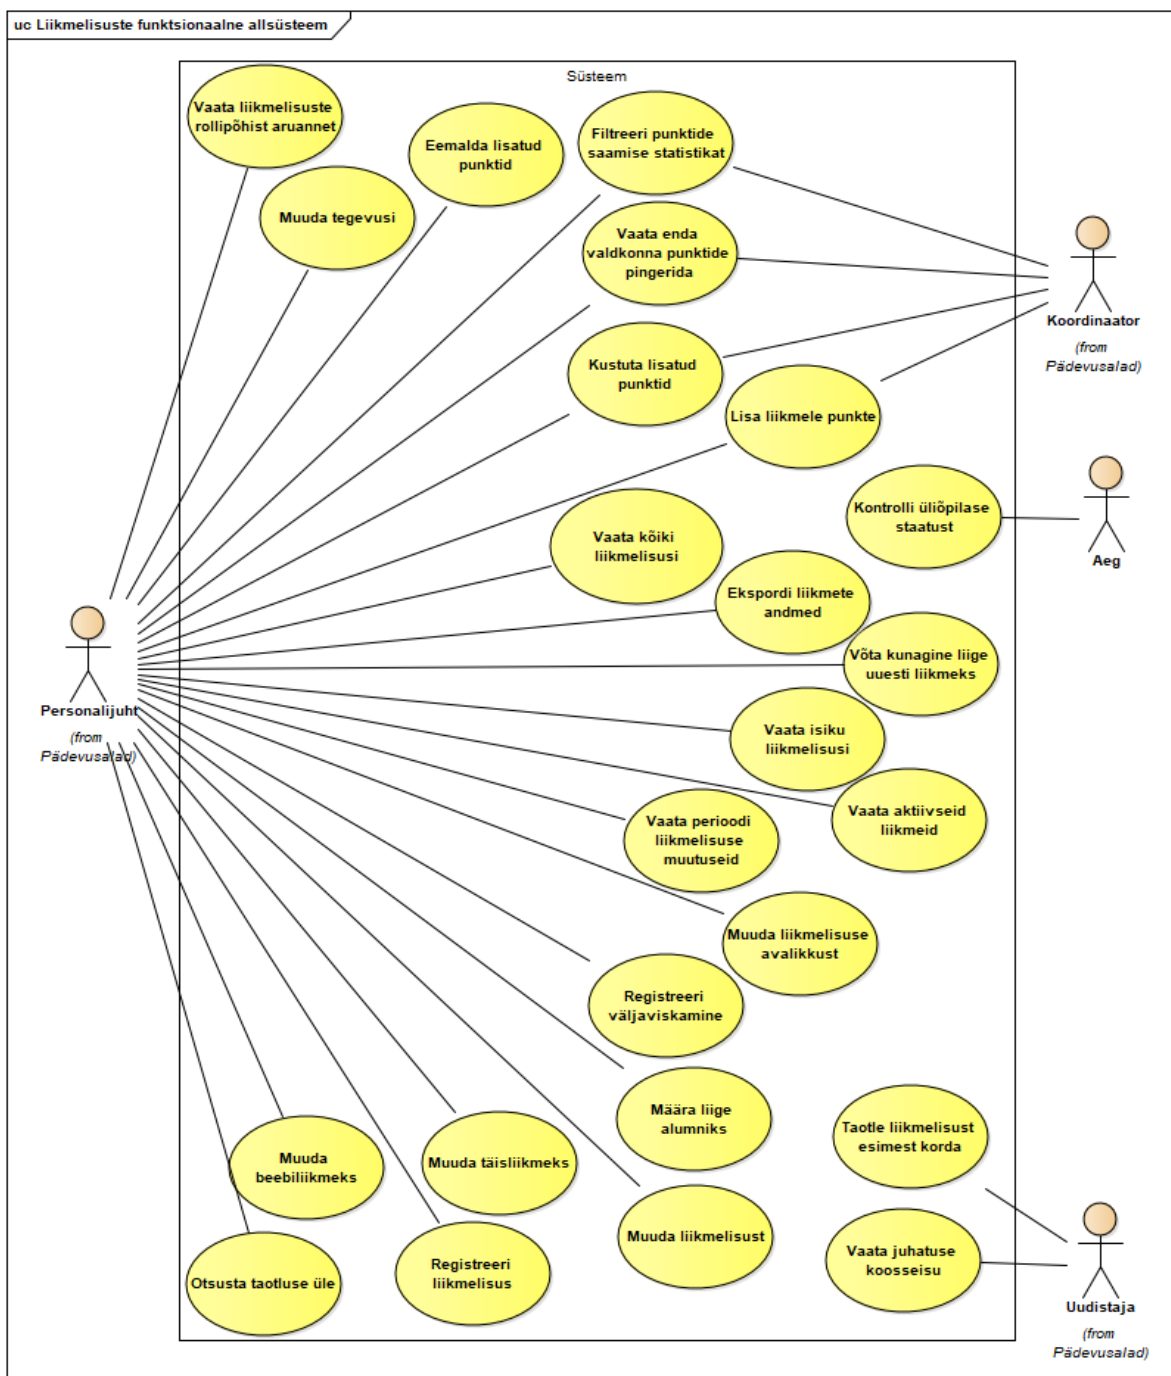 uc Liikmelisuste funktsionaalne allsüsteem
Süsteem
Vaata liikmelisuste
rollipõhist aruannet
Eemalda lisatud
punktid
Filtreeri punktide
saamise statistikat
Muuda tegevusi
Vaata enda
valdkonna punktide
pingerida
Koordinaator
(from
Pädevusalad)
Kustuta lisatud
punktid
Lisa liikmele punkte
Kontrolli üliõpilase
staatust
Aeg
Vaata kõiki
liikmelisusi
Ekspordi liikmete
andmed
Võta kunagine liige
uuesti liikmeks
Personalijuht
(from
Pädevusalad)
Vaata isiku
liikmelisusi
Vaata aktiivseid
liikmeid
Vaata perioodi
liikmelisuse
muutuseid
Muuda liikmelisuse
avalikkust
Registreeri
väljaviskamine
Määra liige
alumniks
Taotle liikmelisust
esimest korda
Muuda
beebiliikmeks
Muuda täisliikmeks
Muuda liikmelisust
Vaata juhatuse
koosseisu
Otsusta taotluse üle
Registreeri
liikmelisus
Uudistaja
(from
Pädevusalad)